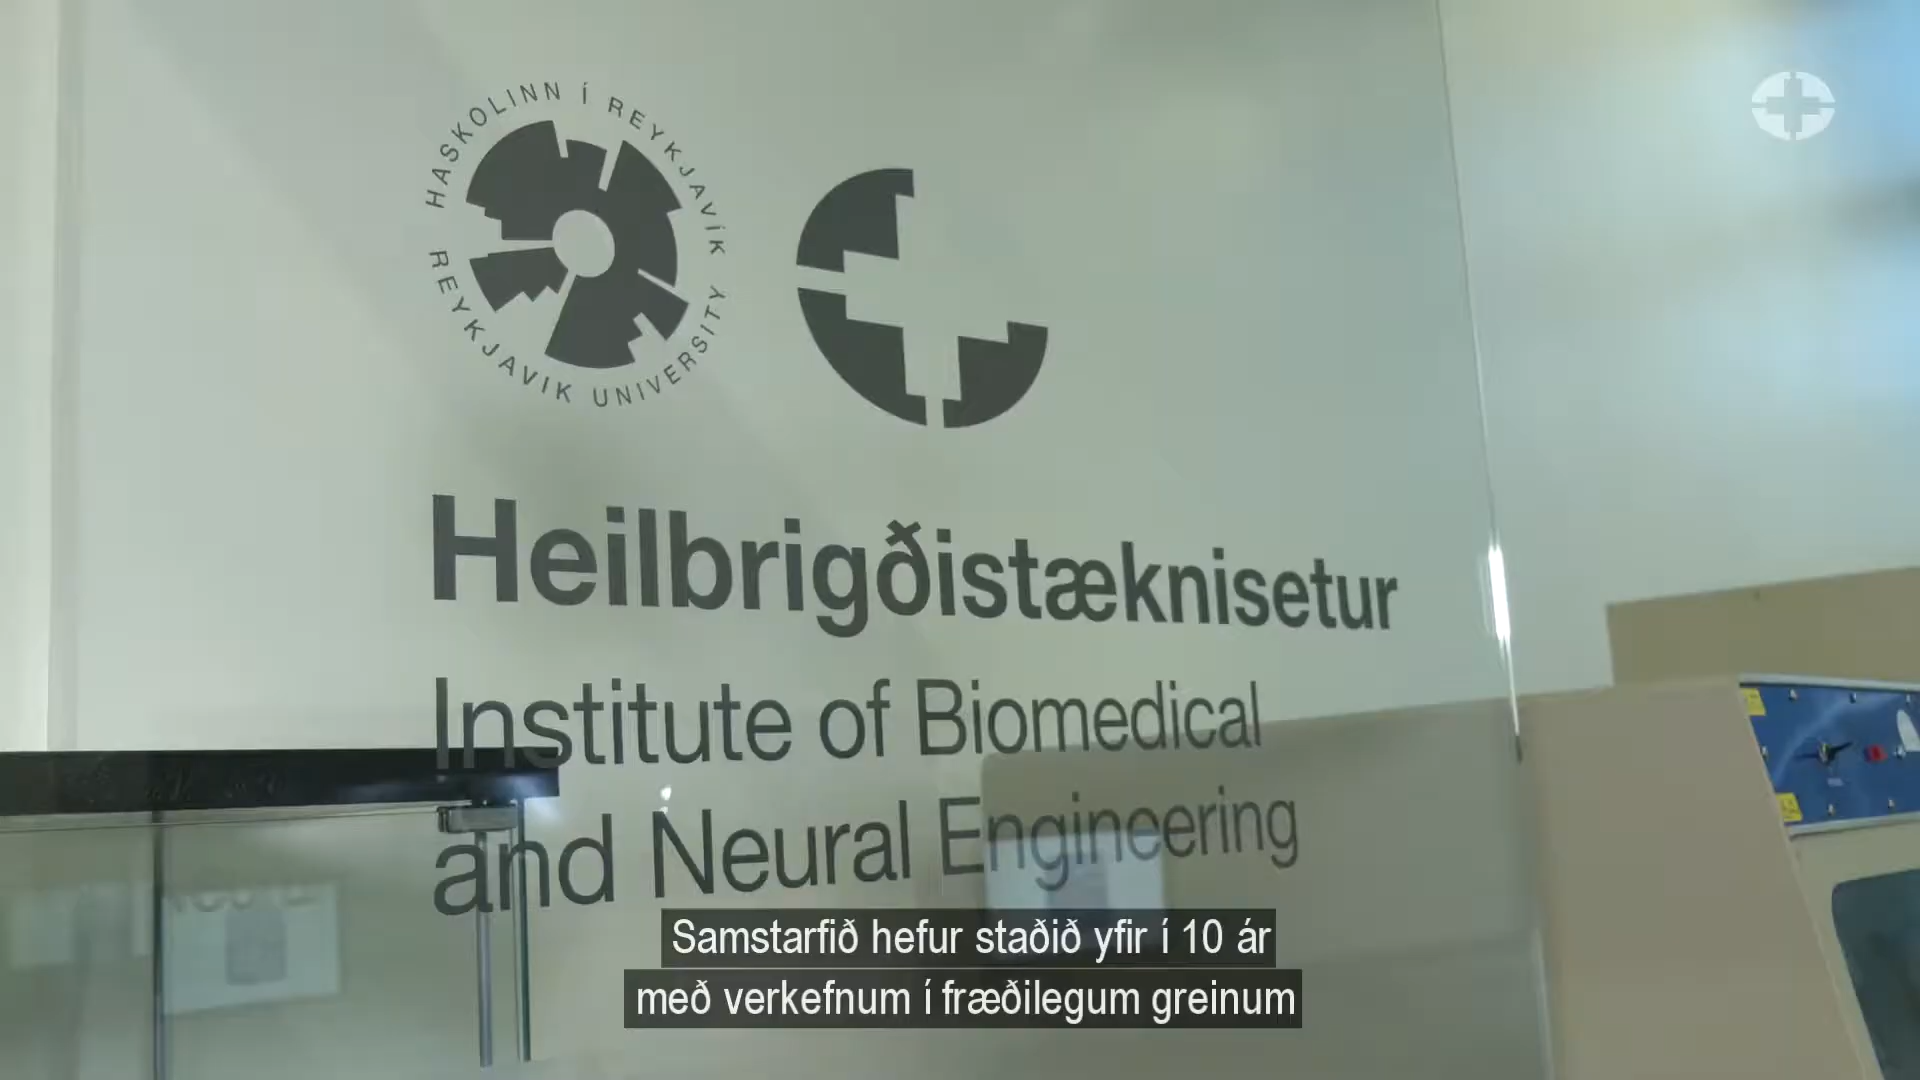 HASKOLINN Í REYKJAVÍK
REYKJAVIK UNIVERSITY
Heilbrigðistæknisetur
Institute of Biomedical
and Neural Engineering
Samstarfið hefur staðið yfir í 10 ár
með verkefnum í fræðilegum greinum